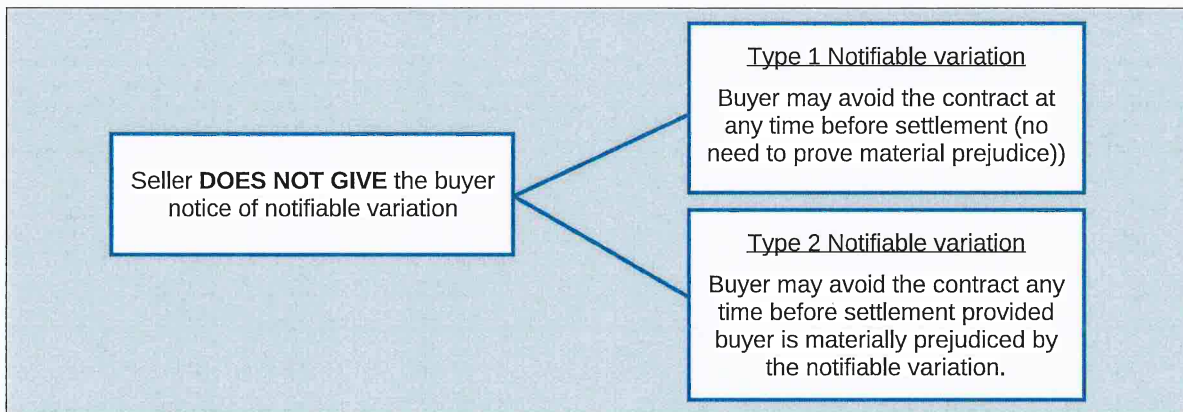 Seller DOES NOT GIVE the buyer
notice of notifiable variation
Type 1 Notifiable variation
Buyer may avoid the contract at
any time before settlement (no
need to prove material prejudice))
Type 2 Notifiable variation
Buyer may avoid the contract any
time before settlement provided
buyer is materially prejudiced by
the notifiable variation.